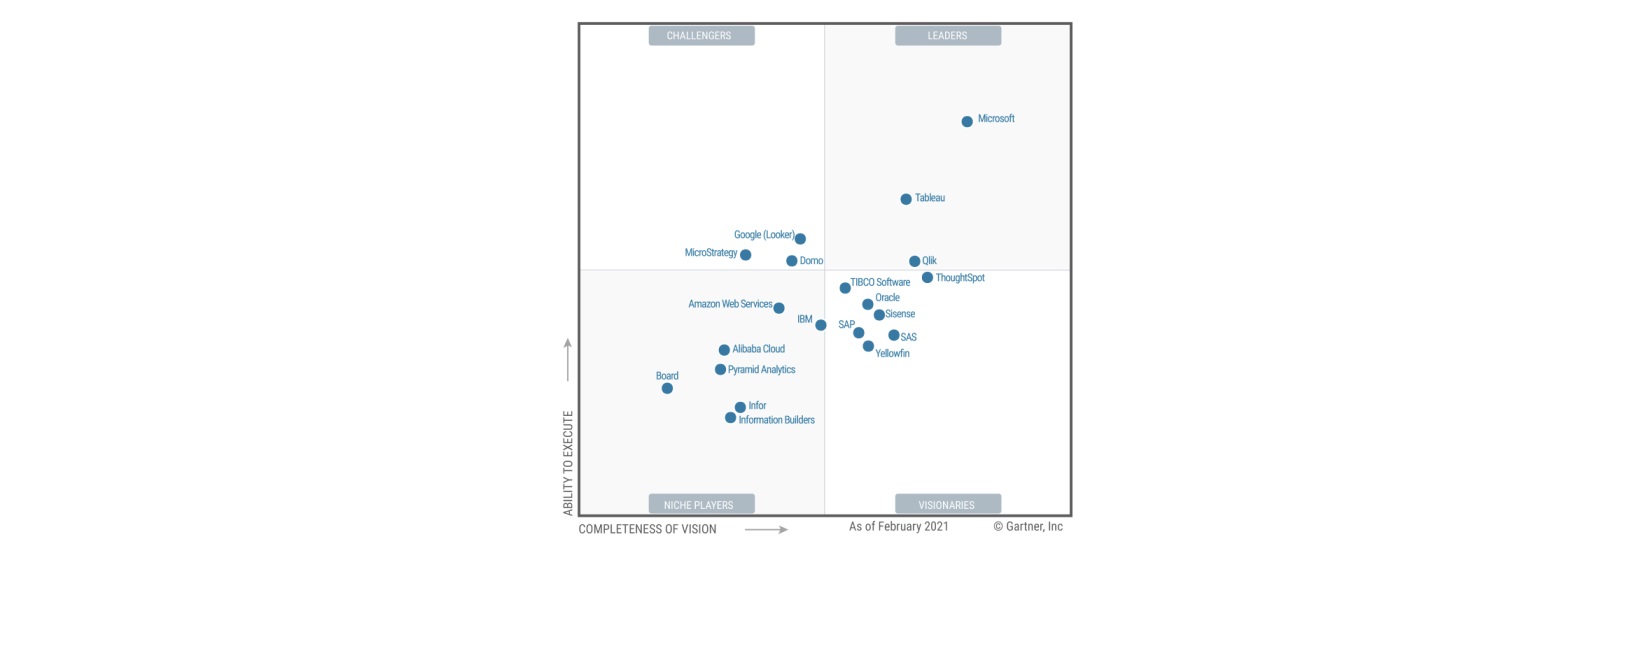 CHALLENGERS
LEADERS
Microsoft
Tableau
Google (Looker)
MicroStrategy
Domo
Qlik
ThoughtSpot
TIBCO Software
Oracle
Amazon Web Services
Sisense
IBM
SAP
SAS
Yellowfin
Alibaba Cloud
Pyramid Analytics
Board
Infor
Information Builders
ABILITY TO EXECUTE
NICHE PLAYERS
VISIONARIES
COMPLETENESS OF VISION
As of February 2021
© Gartner, Inc